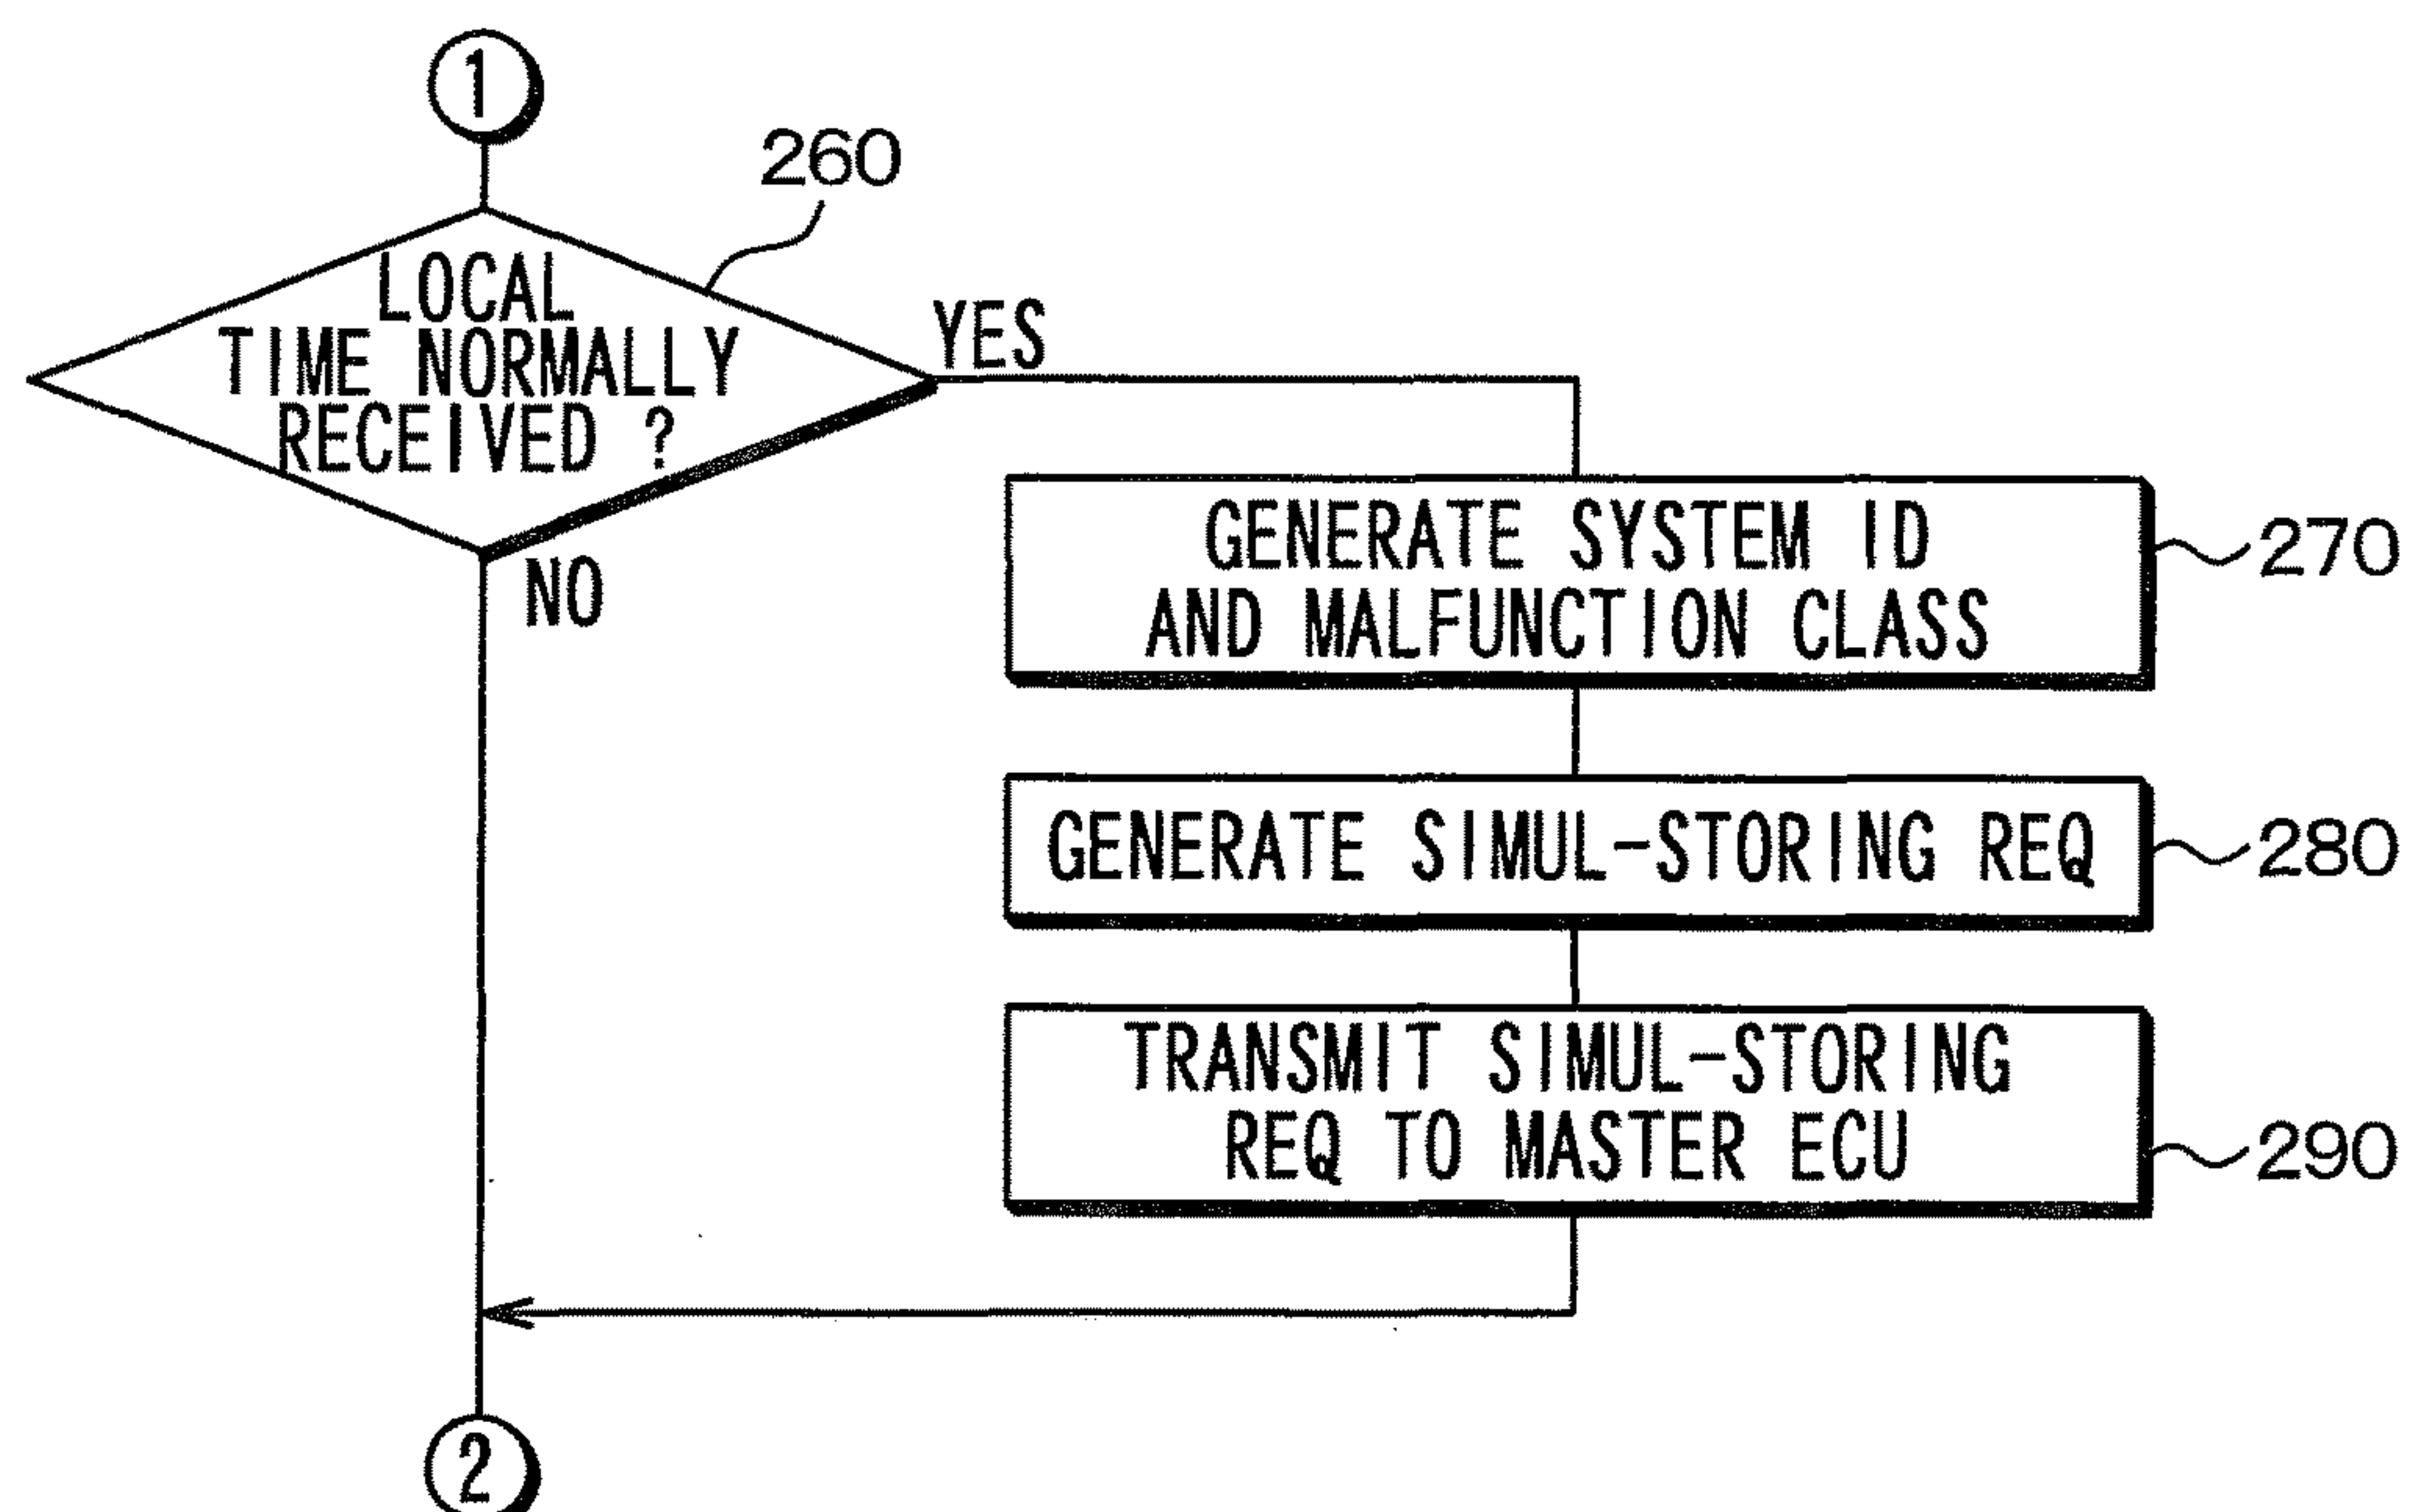 1
260
LOCAL
TIME NORMALLY
RECEIVED ?
YES
NO
GENERATE SYSTEM ID
AND MALFUNCTION CLASS
270
GENERATE SIMUL-STORING REQ
280
TRANSMIT SIMUL-STORING
REQ TO MASTER ECU
290
2